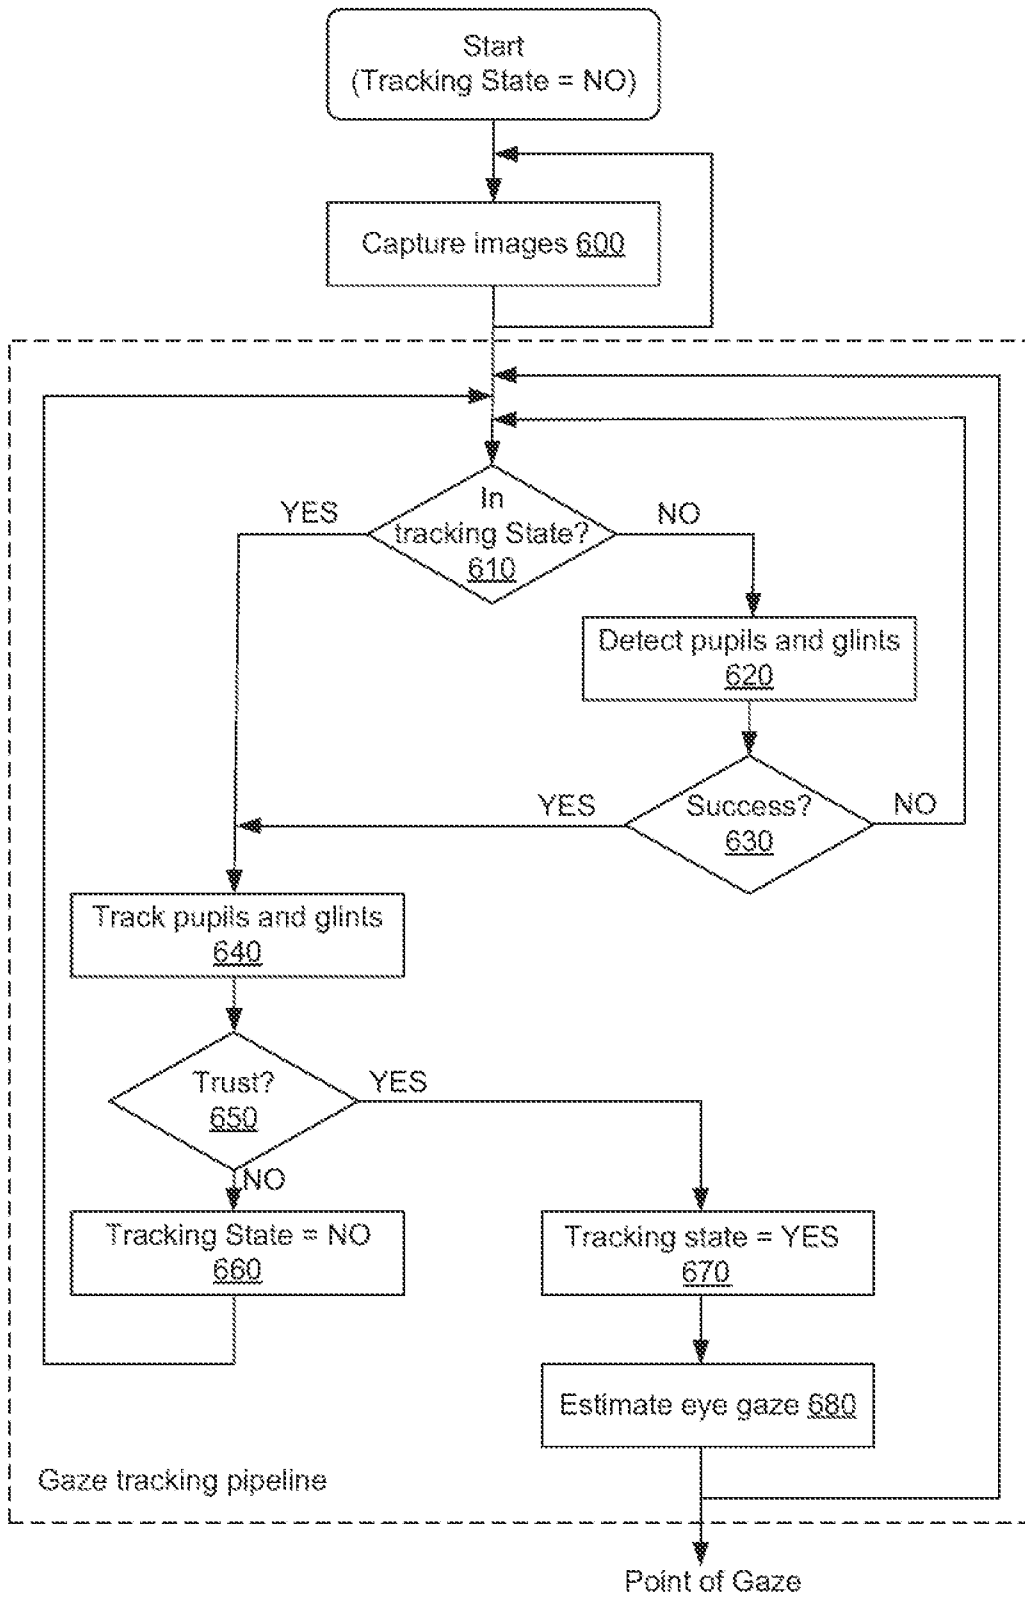 Start
(Tracking State = NO)
Capture images 600
In
tracking State?
610
YES
NO
Detect pupils and glints
620
Success?
630
YES
NO
Track pupils and glints
640
Trust?
650
YES
NO
Tracking State = NO
660
Tracking state = YES
670
Estimate eye gaze 680
Gaze tracking pipeline
Point of Gaze